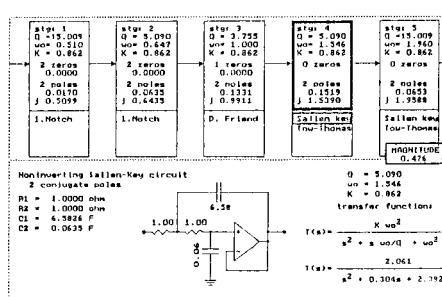 stg: 1
Q =15.009
wo= 0.510
K = 0.862
2 zeros
0.0000
2 poles
0.0170
j 0.5099
1.Notch
stg: 2
Q = 5.090
wo= 0.647
K = 0.862
2 zeros
0.0000
2 poles
0.0635
j 0.6435
1.Notch
stg: 3
Q = 3.755
wo= 1.000
K = 0.862
1 zeros
0.0000
2 poles
0.1331
j 0.9911
D. Friend
stg: 4
Q = 5.090
wo= 1.546
K = 0.862
0 zeros
2 poles
0.1519
j 1.5390
Sallen key
Tow-Thomas
stg: 5
Q =15.009
wo= 1.960
K = 0.862
0 zeros
2 poles
0.0653
j 1.9588
Sallen key
Tow-Thomas
MAGNITUDE
0.476
Noninverting Sallen-Key circuit
2 conjugate poles
R1 = 1.0000 ohm
R2 = 1.0000 ohm
C1 = 6.5826 F
C2 = 0.0635 F
6.58
1.00 1.00
0.06
Q = 5.090
wo = 1.546
K = 0.862
transfer function:
T(s)= K wo² / s² + s wo/Q + wo²
T(s)= 2.061 / s² + 0.304s + 2.392